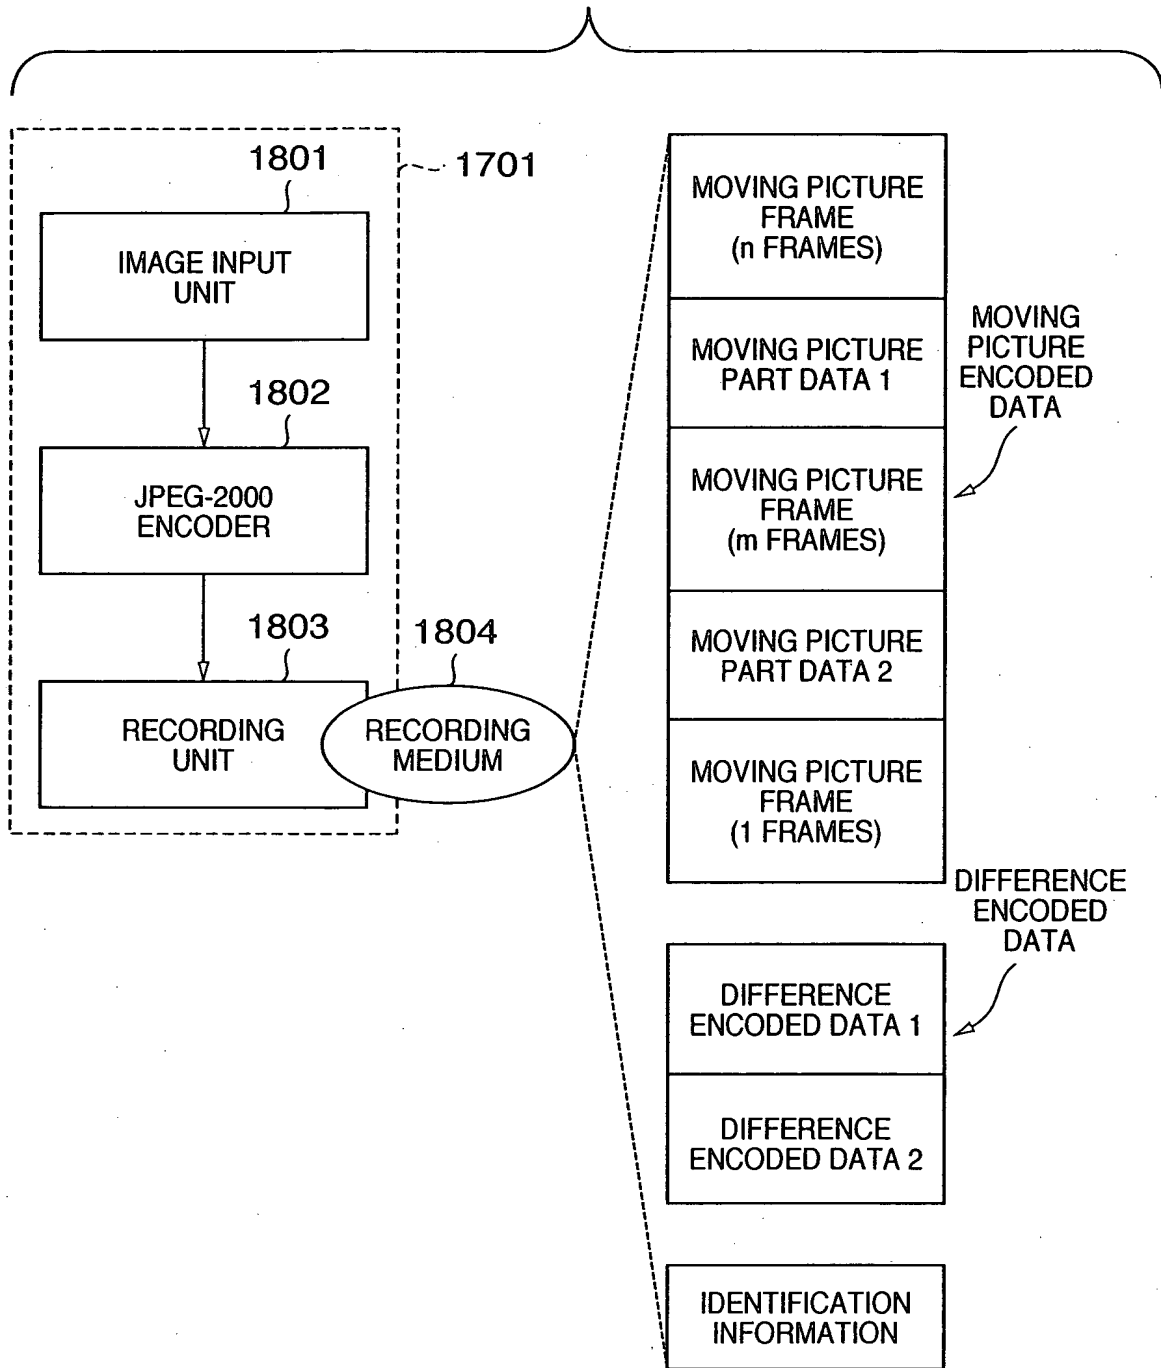 1701
1801
IMAGE INPUT
UNIT
1802
JPEG-2000
ENCODER
1803
RECORDING
UNIT
1804
RECORDING
MEDIUM
MOVING PICTURE
FRAME
(n FRAMES)
MOVING PICTURE
PART DATA 1
MOVING PICTURE
FRAME
(m FRAMES)
MOVING PICTURE
PART DATA 2
MOVING PICTURE
FRAME
(1 FRAMES)
MOVING
PICTURE
ENCODED
DATA
DIFFERENCE
ENCODED DATA 1
DIFFERENCE
ENCODED DATA 2
DIFFERENCE
ENCODED
DATA
IDENTIFICATION
INFORMATION